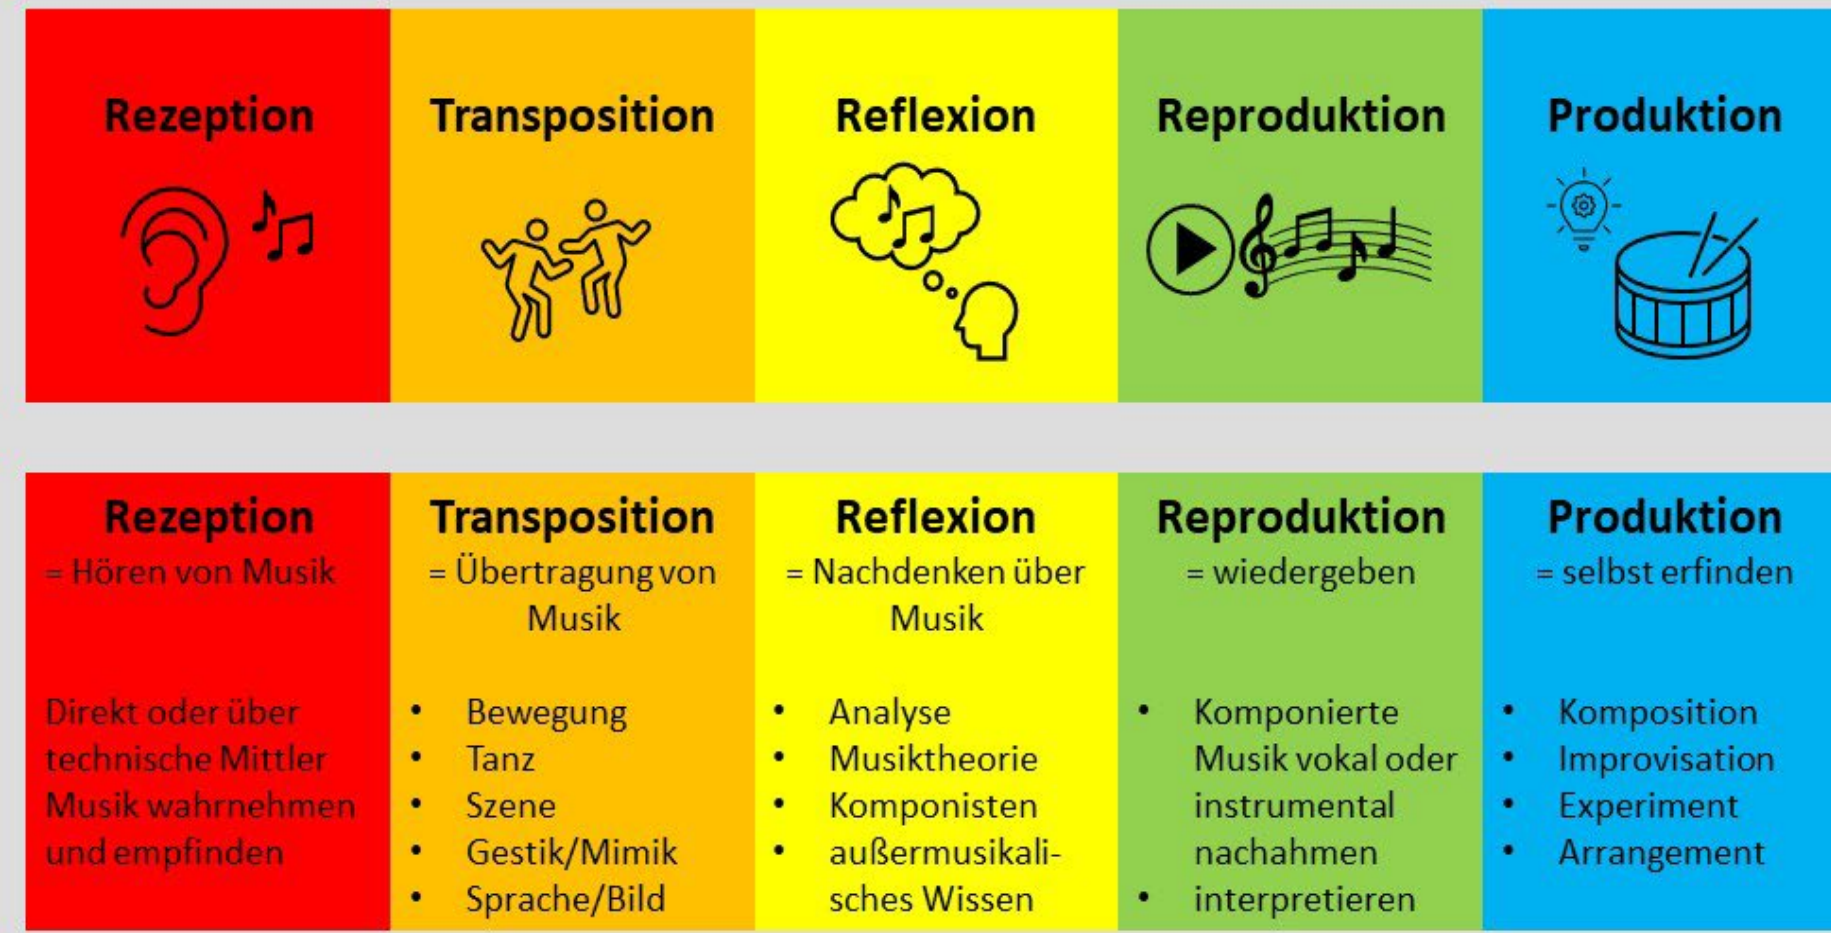 Rezeption
Transposition
Reflexion
Reproduktion
Produktion
Rezeption
= Hören von Musik
Direkt oder über
technische Mittler
Musik wahrnehmen
und empfinden
Transposition
= Übertragung von
Musik
• Bewegung
• Tanz
• Szene
• Gestik/Mimik
• Sprache/Bild
Reflexion
= Nachdenken über
Musik
• Analyse
• Musiktheorie
• Komponisten
• außermusikali-
sches Wissen
Reproduktion
= wiedergeben
• Komponierte
Musik vokal oder
instrumental
nachahmen
• interpretieren
Produktion
= selbst erfinden
• Komposition
• Improvisation
• Experiment
• Arrangement